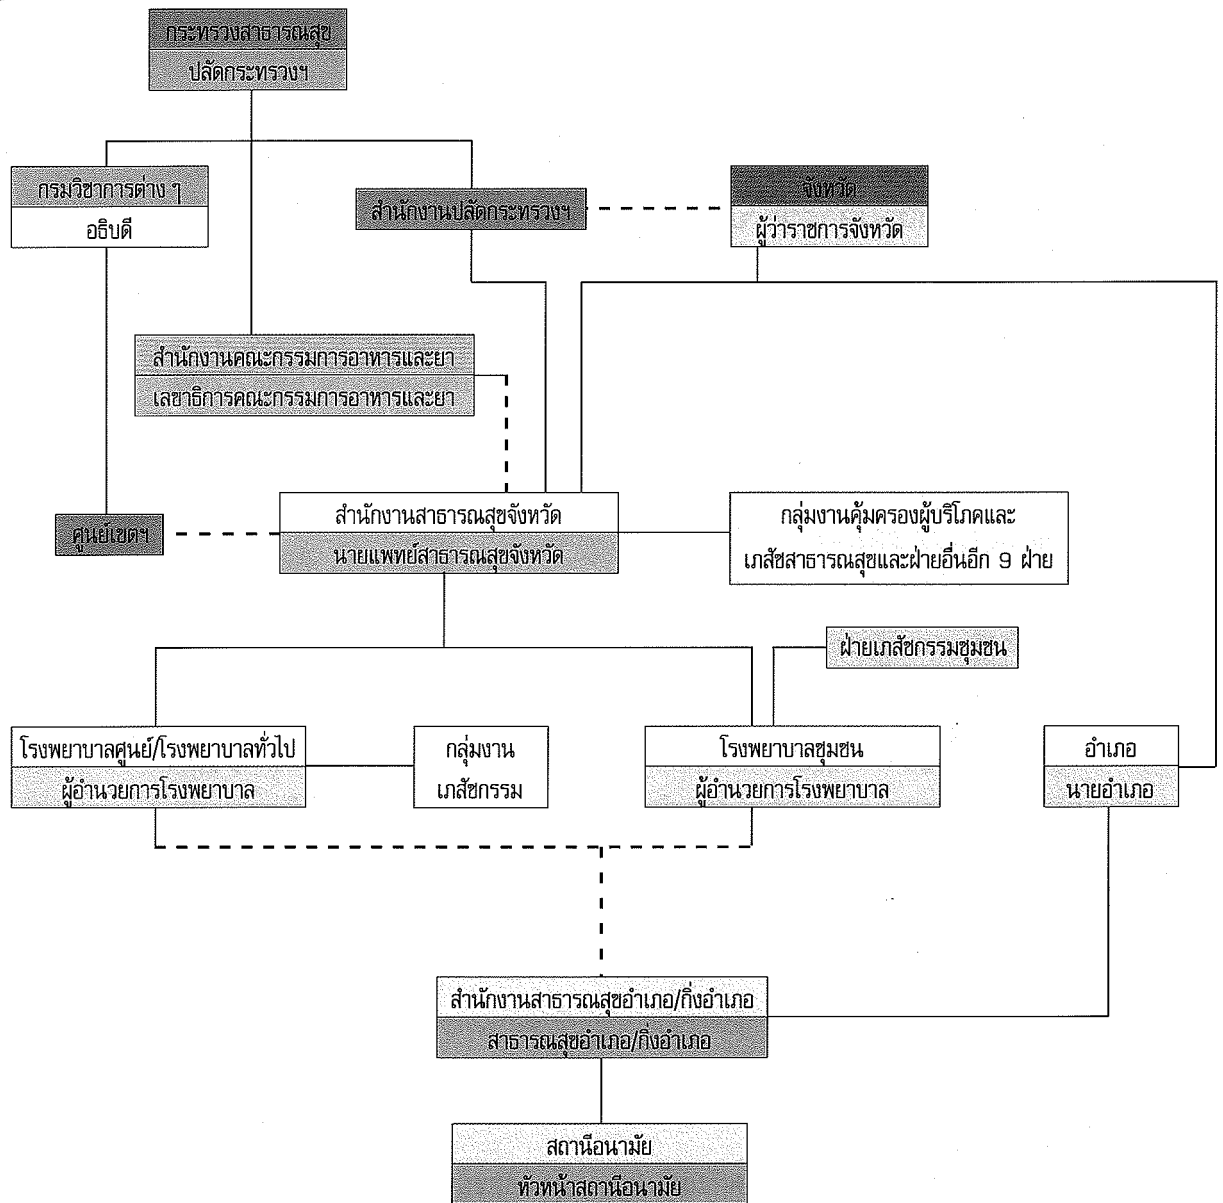 กระทรวงสาธารณสุข
ปลัดกระทรวงฯ
กรมวิชาการต่าง ๆ
อธิบดี
สำนักงานปลัดกระทรวงฯ
จังหวัด
ผู้ว่าราชการจังหวัด
สำนักงานคณะกรรมการอาหารและยา
เลขาธิการคณะกรรมการอาหารและยา
ศูนย์เขตฯ
สำนักงานสาธารณสุขจังหวัด
นายแพทย์สาธารณสุขจังหวัด
กลุ่มงานคุ้มครองผู้บริโภคและ
เภสัชสาธารณสุขและฝ่ายอื่นอีก 9 ฝ่าย
ฝ่ายเภสัชกรรมชุมชน
โรงพยาบาลศูนย์/โรงพยาบาลทั่วไป
ผู้อำนวยการโรงพยาบาล
กลุ่มงาน
เภสัชกรรม
โรงพยาบาลชุมชน
ผู้อำนวยการโรงพยาบาล
อำเภอ
นายอำเภอ
สำนักงานสาธารณสุขอำเภอ/กิ่งอำเภอ
สาธารณสุขอำเภอ/กิ่งอำเภอ
สถานีอนามัย
หัวหน้าสถานีอนามัย